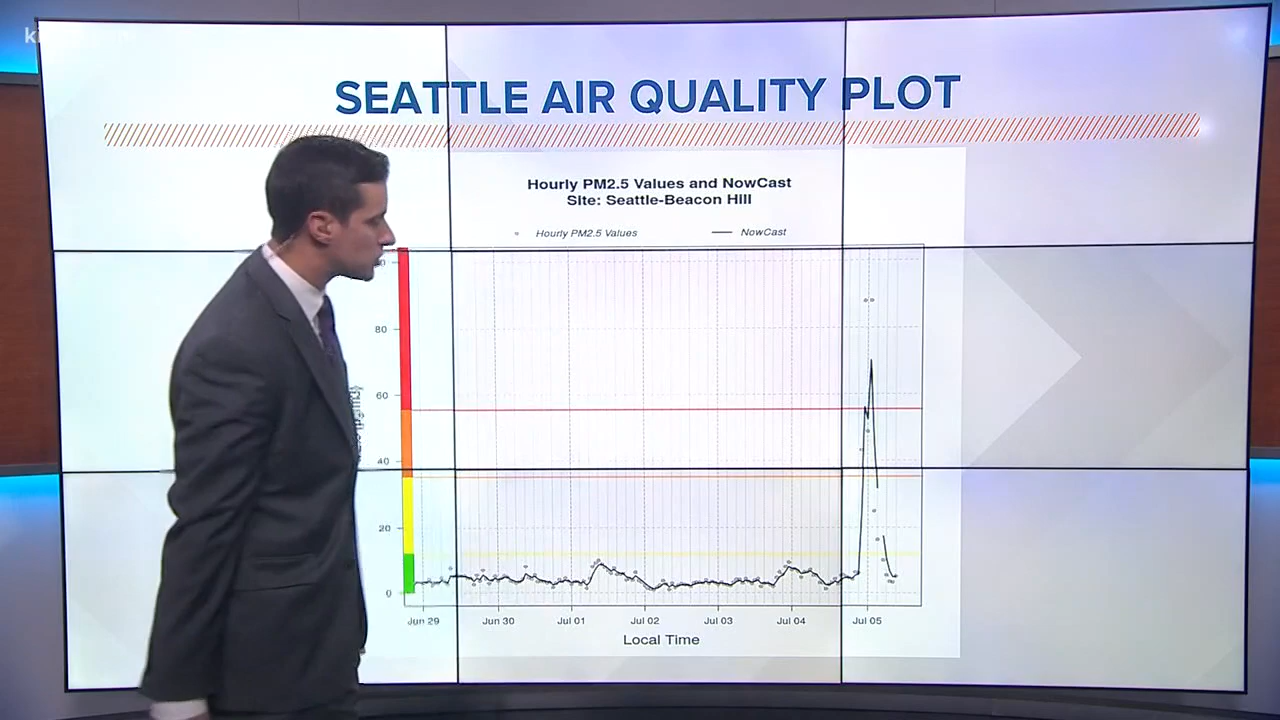 SEATTLE AIR QUALITY PLOT
Hourly PM2.5 Values and NowCast
Site: Seattle-Beacon Hill
Hourly PM2.5 Values NowCast
80
60
40
20
0
Jun 29 Jun 30 Jul 01 Jul 02 Jul 03 Jul 04 Jul 05
Local Time